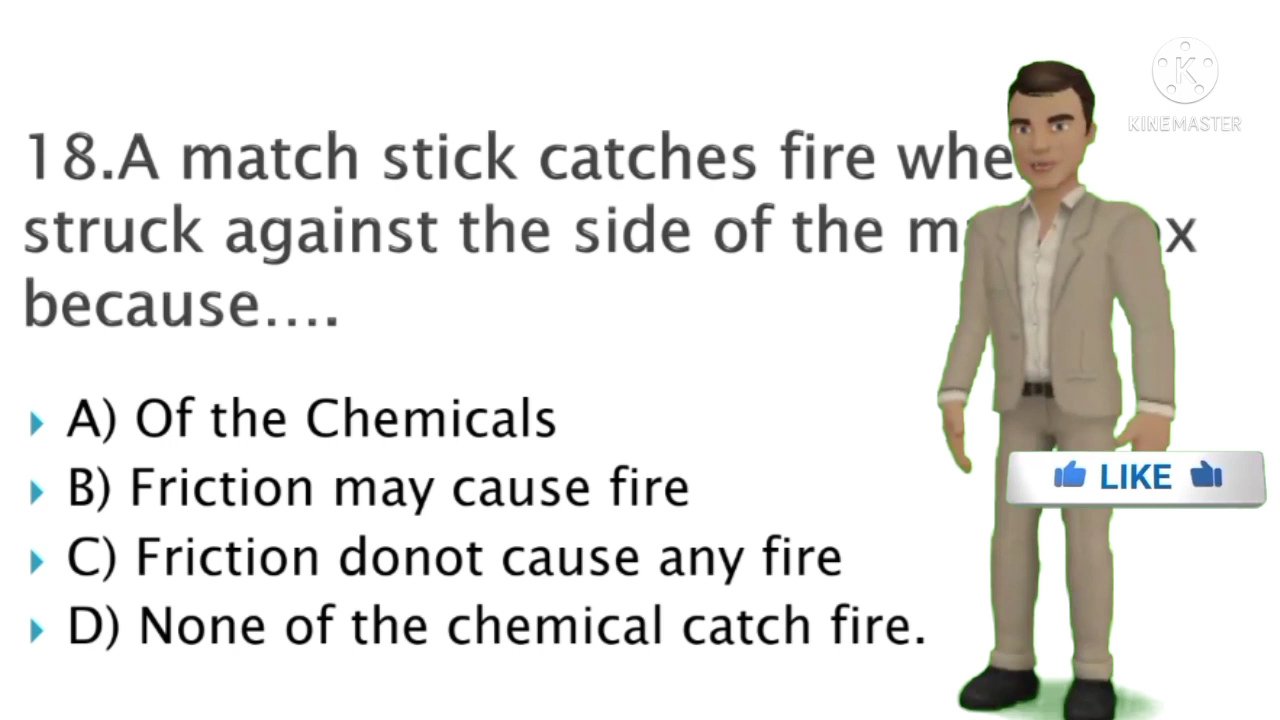 18.A match stick catches fire whe
struck against the side of the m x
because....
A) Of the Chemicals
B) Friction may cause fire
C) Friction donot cause any fire
D) None of the chemical catch fire.
K
KINEMASTER
LIKE